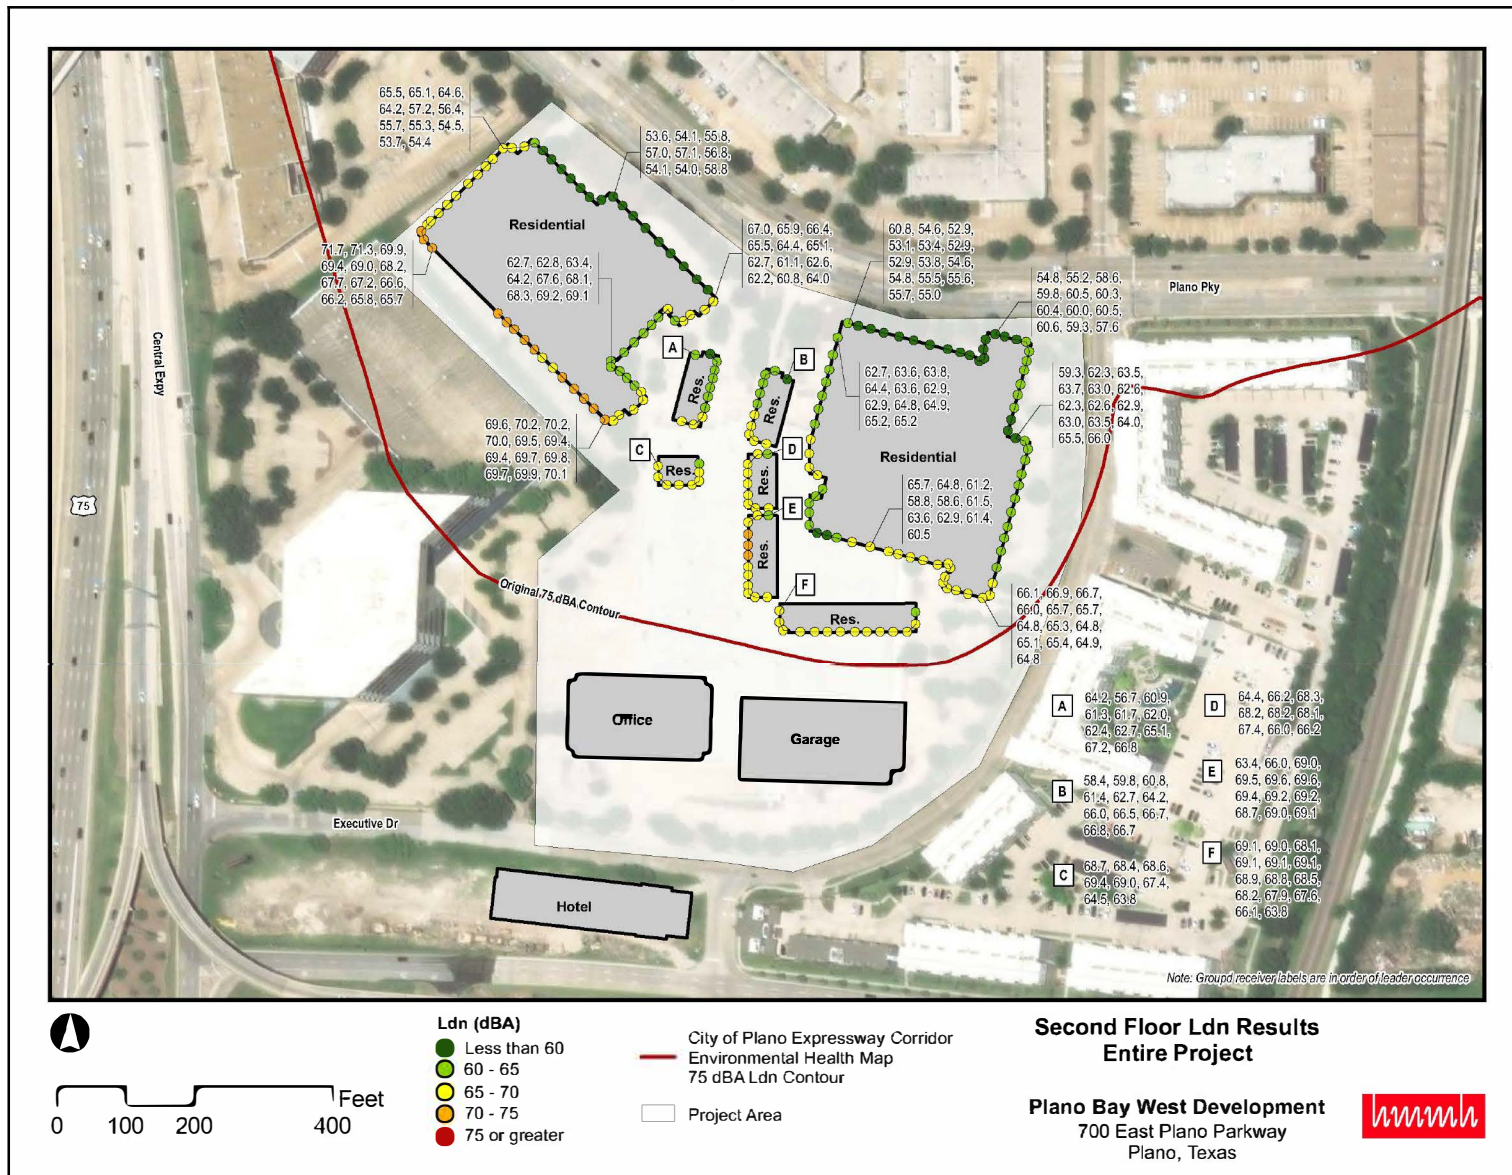 65.5, 65.1, 64.6,
64.2, 57.2, 56.4,
55.7, 55.3, 54.5,
53.7, 54.4
53.6, 54.1, 55.8,
57.0, 57.1, 56.8,
54.1, 54.0, 58.8
Residential
71.7, 71.3, 69.9,
69.4, 69.0, 68.2,
67.7, 67.2, 66.6,
66.2, 65.8, 65.7
62.7, 62.8, 63.4,
64.2, 67.6, 68.1,
68.3, 69.2, 69.1
67.0, 65.9, 66.4,
65.5, 64.4, 65.1,
62.7, 61.1, 62.6,
62.2, 60.8, 64.0
60.8, 54.6, 52.9,
53.1, 53.4, 52.9,
52.9, 53.8, 54.6,
54.8, 55.5, 55.6,
55.7, 55.0
54.8, 55.2, 58.6,
59.8, 60.5, 60.3,
60.4, 60.0, 60.5,
60.6, 59.3, 57.6
Plano Pky
Central Expy
75
A
Res.
B
Res.
62.7, 63.6, 63.8,
64.4, 63.6, 62.9,
62.9, 64.8, 64.9,
65.2, 65.2
59.3, 62.3, 63.5,
63.7, 63.0, 62.6,
62.3, 62.6, 62.9,
63.0, 63.5, 64.0,
65.5, 66.0
69.6, 70.2, 70.2,
70.0, 69.5, 69.4,
69.4, 69.7, 69.8,
69.7, 69.9, 70.1
C
Res.
D
Res.
Residential
65.7, 64.8, 61.2,
58.8, 58.6, 61.5,
63.6, 62.9, 61.4,
60.5
E
Res.
F
Res.
66.1, 66.9, 66.7,
66.0, 65.7, 65.7,
64.8, 65.3, 64.8,
65.1, 65.4, 64.9,
64.8
Original 75 dBA Contour
Office
Garage
Executive Dr
Hotel
A
64.2, 56.7, 60.9,
61.3, 61.7, 62.0,
62.4, 62.7, 65.1,
67.2, 66.8
B
58.4, 59.8, 60.8,
61.4, 62.7, 64.2,
66.0, 66.5, 66.7,
66.8, 66.7
C
68.7, 68.4, 68.6,
69.4, 69.0, 67.4,
64.5, 63.8
D
64.4, 66.2, 68.3,
68.2, 68.2, 68.1,
67.4, 66.0, 66.2
E
63.4, 66.0, 69.0,
69.5, 69.6, 69.6,
69.4, 69.2, 69.2,
68.7, 69.0, 69.1
F
69.1, 69.0, 68.1,
69.1, 69.1, 69.1,
68.9, 68.8, 68.5,
68.2, 67.9, 67.6,
66.1, 63.8
Note: Groupd receiver labels are in order of leader occurrence
0 100 200 400
Feet
Ldn (dBA)
Less than 60
60 - 65
65 - 70
70 - 75
75 or greater
City of Plano Expressway Corridor
Environmental Health Map
75 dBA Ldn Contour
Project Area
Second Floor Ldn Results
Entire Project
Plano Bay West Development
700 East Plano Parkway
Plano, Texas
hmmh